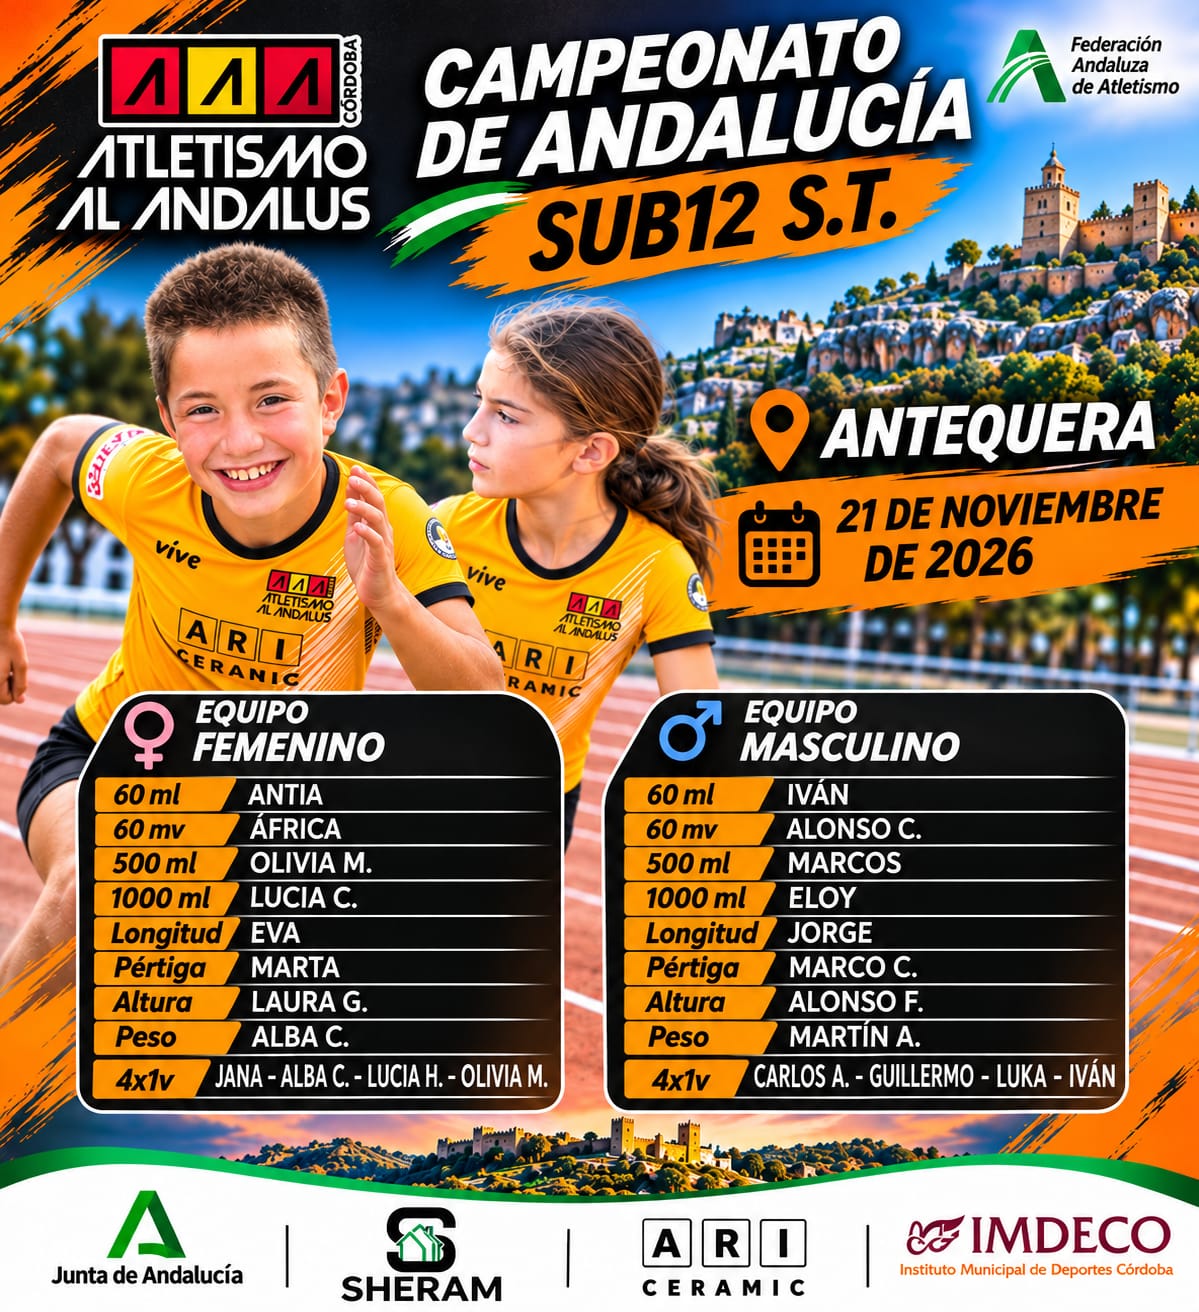 CÓRDOBA
ATLETISMO
AL ANDALUS
CAMPEONATO
DE ANDALUCÍA
SUB12 S.T.
Federación
Andaluza
de Atletismo
ANTEQUERA
21 DE NOVIEMBRE
DE 2026
vive
ATLETISMO
AL ANDALUS
ARI
CERANIC
vive
ATLETISMO
AL ANDALUS
ARI
RAMIC
EQUIPO
FEMENINO
60 ml ANTIA
60 mv ÁFRICA
500 ml OLIVIA M.
1000 ml LUCIA C.
Longitud EVA
Pértiga MARTA
Altura LAURA G.
Peso ALBA C.
4x1v JANA - ALBA C. - LUCIA H. - OLIVIA M.
EQUIPO
MASCULINO
60 ml IVÁN
60 mv ALONSO C.
500 ml MARCOS
1000 ml ELOY
Longitud JORGE
Pértiga MARCO C.
Altura ALONSO F.
Peso MARTÍN A.
4x1v CARLOS A. - GUILLERMO - LUKA - IVÁN
Junta de Andalucía
SHERAM
ARI
CERAMIC
IMDECO
Instituto Municipal de Deportes Córdoba